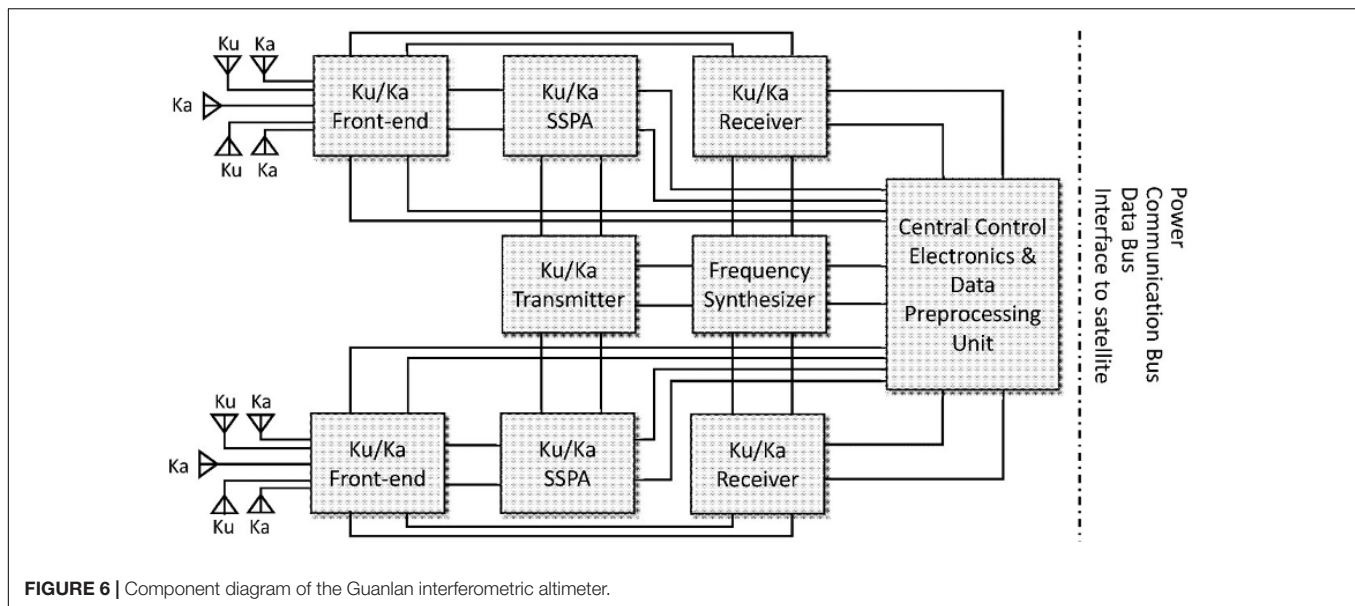 Ku Ka
Ka
Ku Ka
Ku/Ka
Front-end
Ku/Ka
SSPA
Ku/Ka
Receiver
Ku/Ka
Transmitter
Frequency
Synthesizer
Central Control
Electronics &
Data
Preprocessing
Unit
Power
Communication Bus
Data Bus
Interface to satellite
Ku Ka
Ka
Ku Ka
Ku/Ka
Front-end
Ku/Ka
SSPA
Ku/Ka
Receiver
FIGURE 6 | Component diagram of the Guanlan interferometric altimeter.